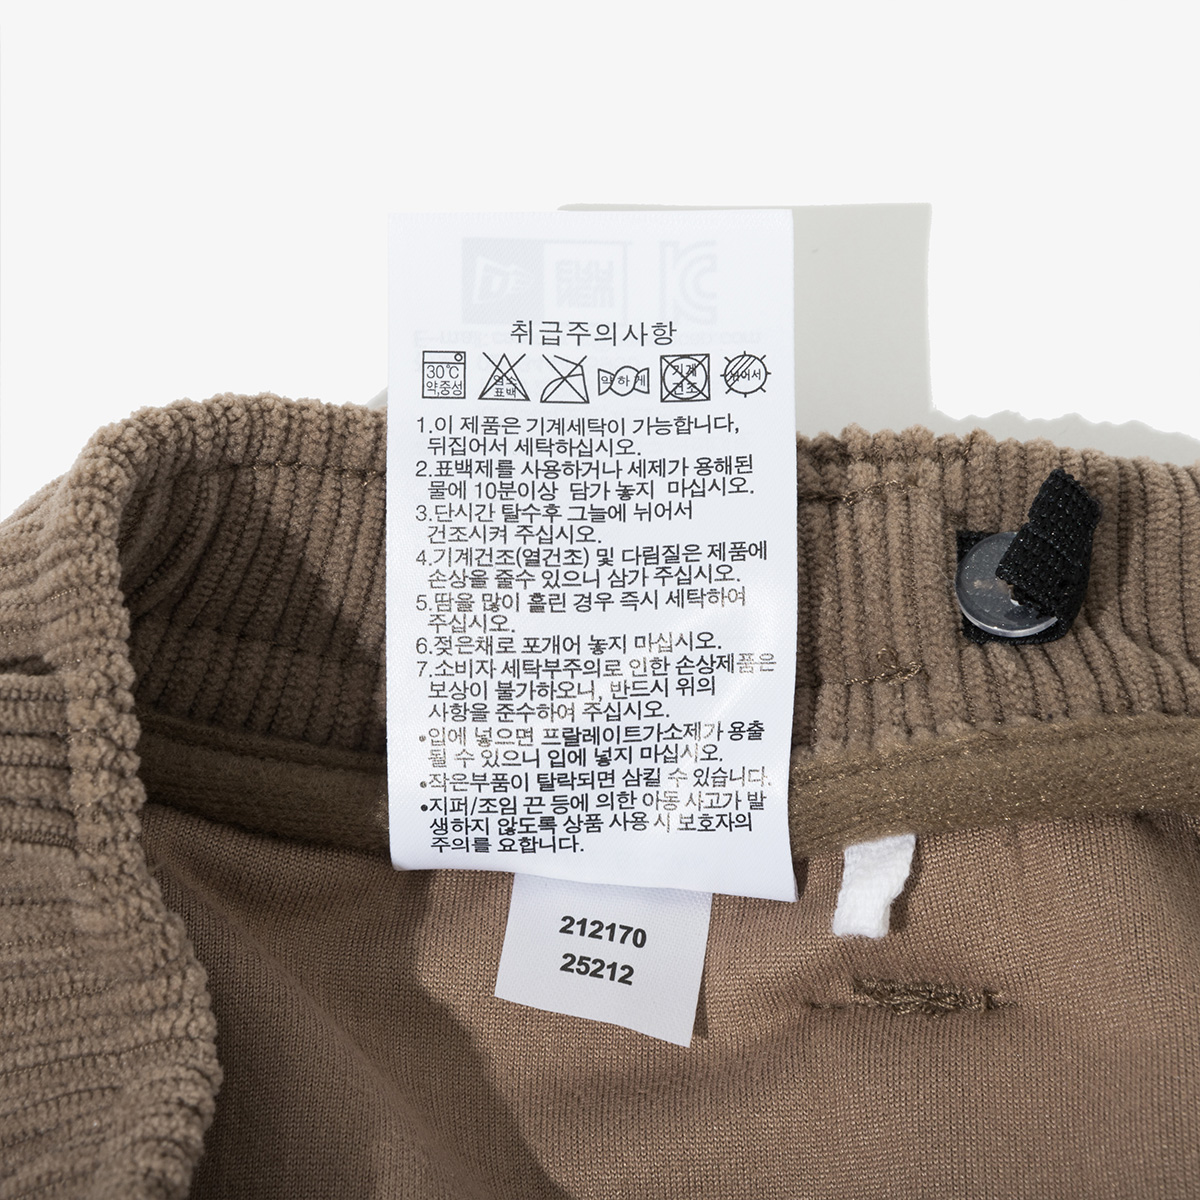 취급주의사항
30℃
약,중성
염소
표백
약하게
기계
건조
뉘어서
1.이 제품은 기계세탁이 가능합니다,
뒤집어서 세탁하십시오.
2.표백제를 사용하거나 세제가 용해된
물에 10분이상 담가 놓지 마십시오.
3.단시간 탈수후 그늘에 뉘어서
건조시켜 주십시오.
4.기계건조(열건조) 및 다림질은 제품에
손상을 줄수 있으니 삼가 주십시오.
5.땀을 많이 흘린 경우 즉시 세탁하여
주십시오.
6.젖은채로 포개어 놓지 마십시오.
7.소비자 세탁부주의로 인한 손상제품은
보상이 불가하오니, 반드시 위의
사항을 준수하여 주십시오.
•입에 넣으면 프탈레이트가소제가 용출
될 수 있으니 입에 넣지 마십시오.
•작은부품이 탈락되면 삼킬 수 있습니다.
•지퍼/조임 끈 등에 의한 아동 사고가 발
생하지 않도록 상품 사용 시 보호자의
주의를 요합니다.
212170
25212